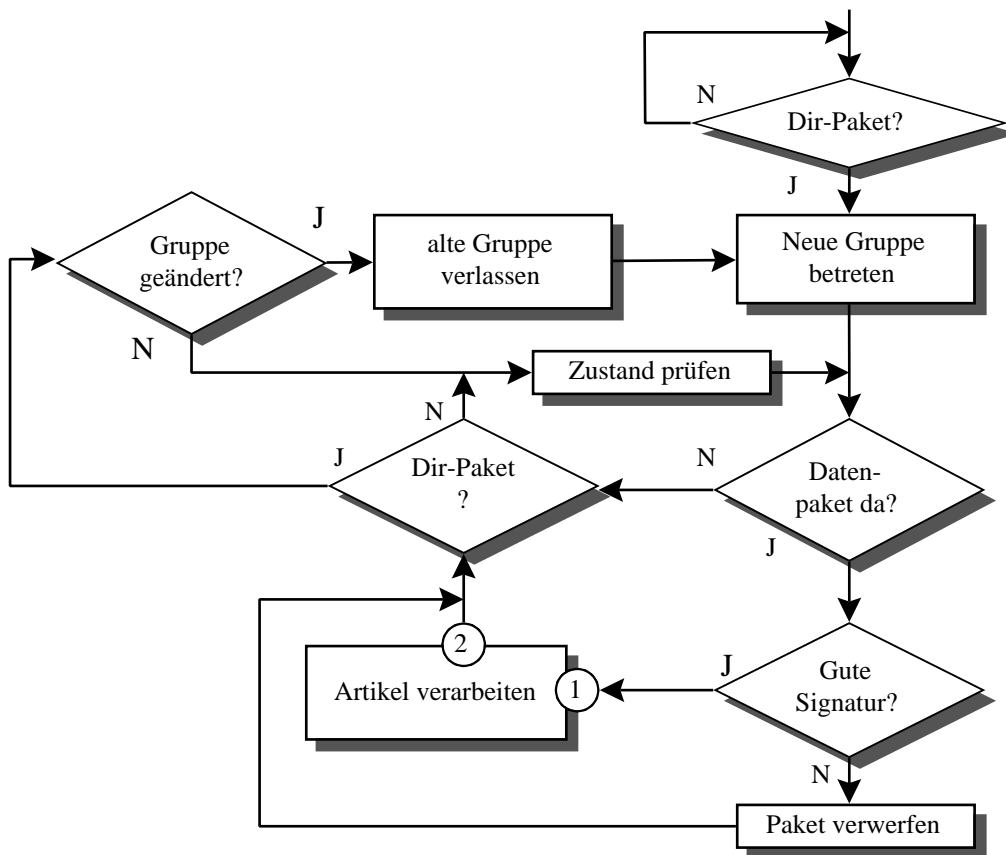 N
Dir-Paket?
J
Gruppe
geändert?
J
alte Gruppe
verlassen
Neue Gruppe
betreten
N
Zustand prüfen
N
J
Dir-Paket
?
N
Daten-
paket da?
J
2
Artikel verarbeiten
1
J
Gute
Signatur?
N
Paket verwerfen